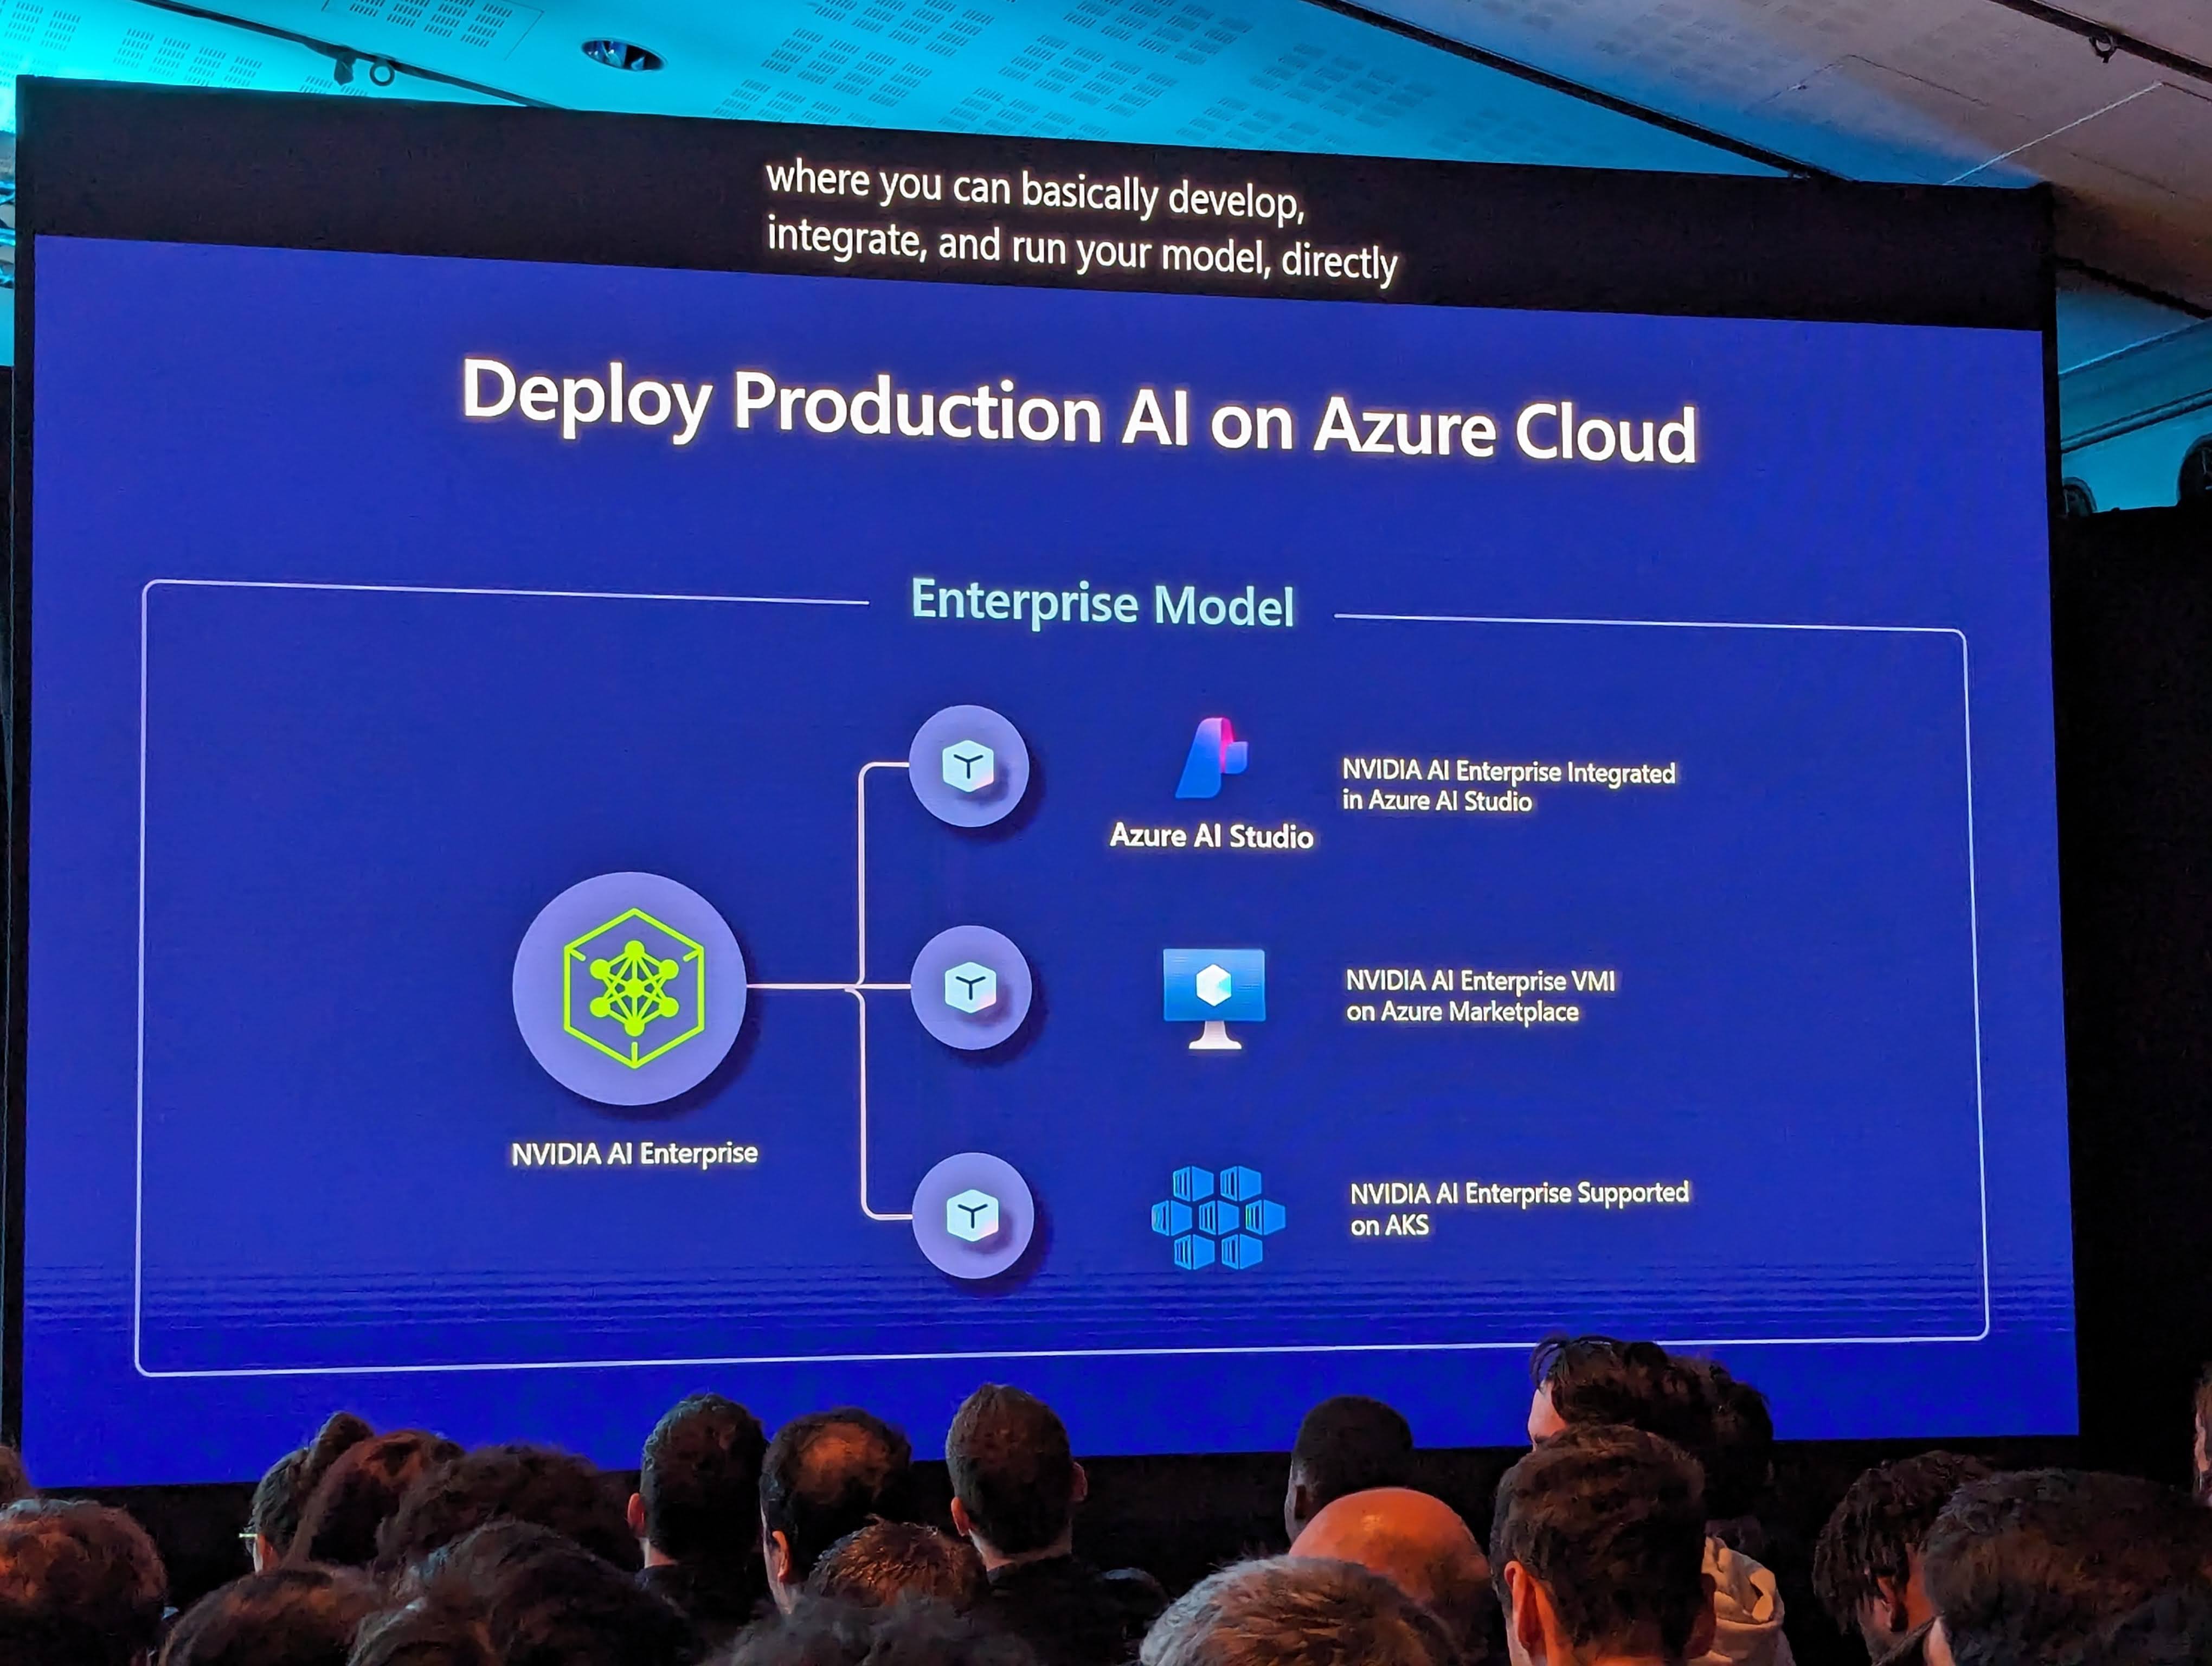 where you can basically develop,
integrate, and run your model, directly
Deploy Production AI on Azure Cloud
Enterprise Model
NVIDIA AI Enterprise
Azure AI Studio
NVIDIA AI Enterprise Integrated
in Azure AI Studio
NVIDIA AI Enterprise VMI
on Azure Marketplace
NVIDIA AI Enterprise Supported
on AKS